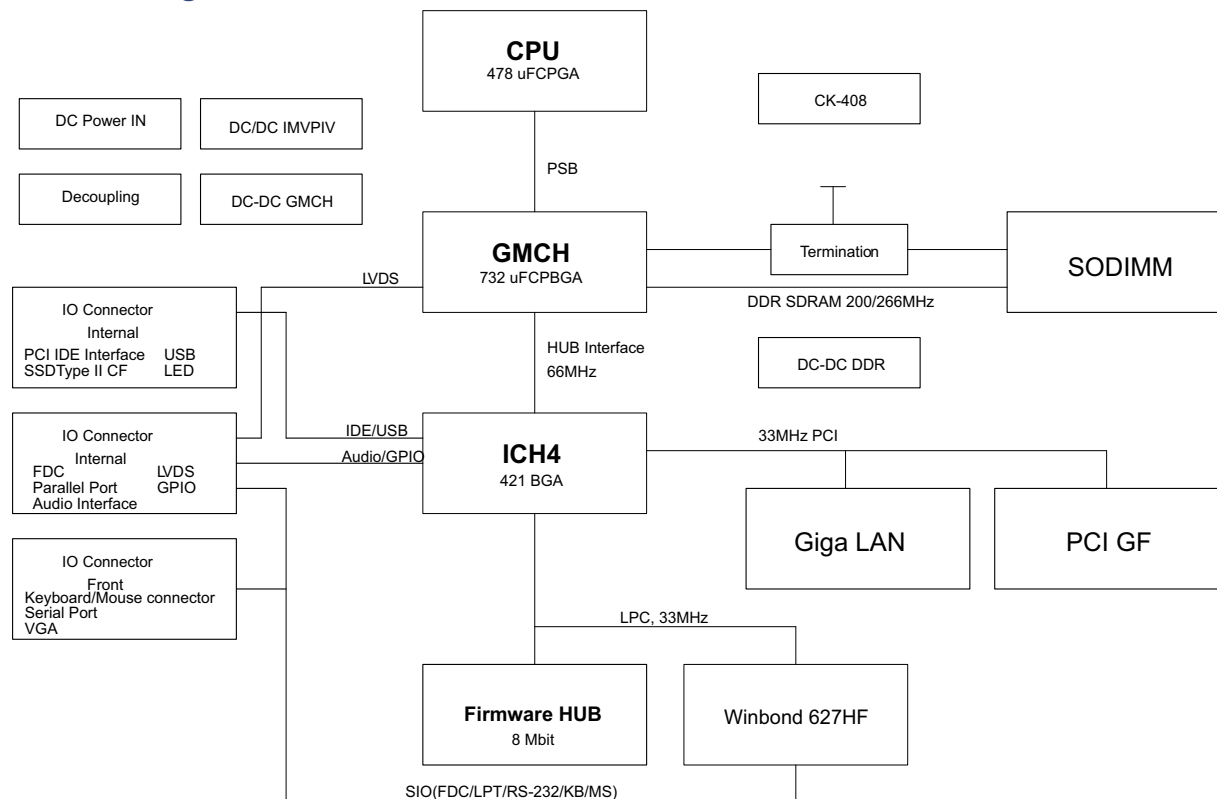 CPU
478 uFCPGA
CK-408
DC Power IN
DC/DC IMVPIV
PSB
Decoupling
DC-DC GMCH
GMCH
732 uFCPBGA
Termination
SODIMM
LVDS
DDR SDRAM 200/266MHz
IO Connector
Internal
PCI IDE Interface USB
SSDType II CF LED
HUB Interface
66MHz
DC-DC DDR
IO Connector
Internal
FDC LVDS
Parallel Port GPIO
Audio Interface
IDE/USB
Audio/GPIO
ICH4
421 BGA
33MHz PCI
Giga LAN
PCI GF
IO Connector
Front
Keyboard/Mouse connector
Serial Port
VGA
LPC, 33MHz
Firmware HUB
8 Mbit
Winbond 627HF
SIO(FDC/LPT/RS-232/KB/MS)